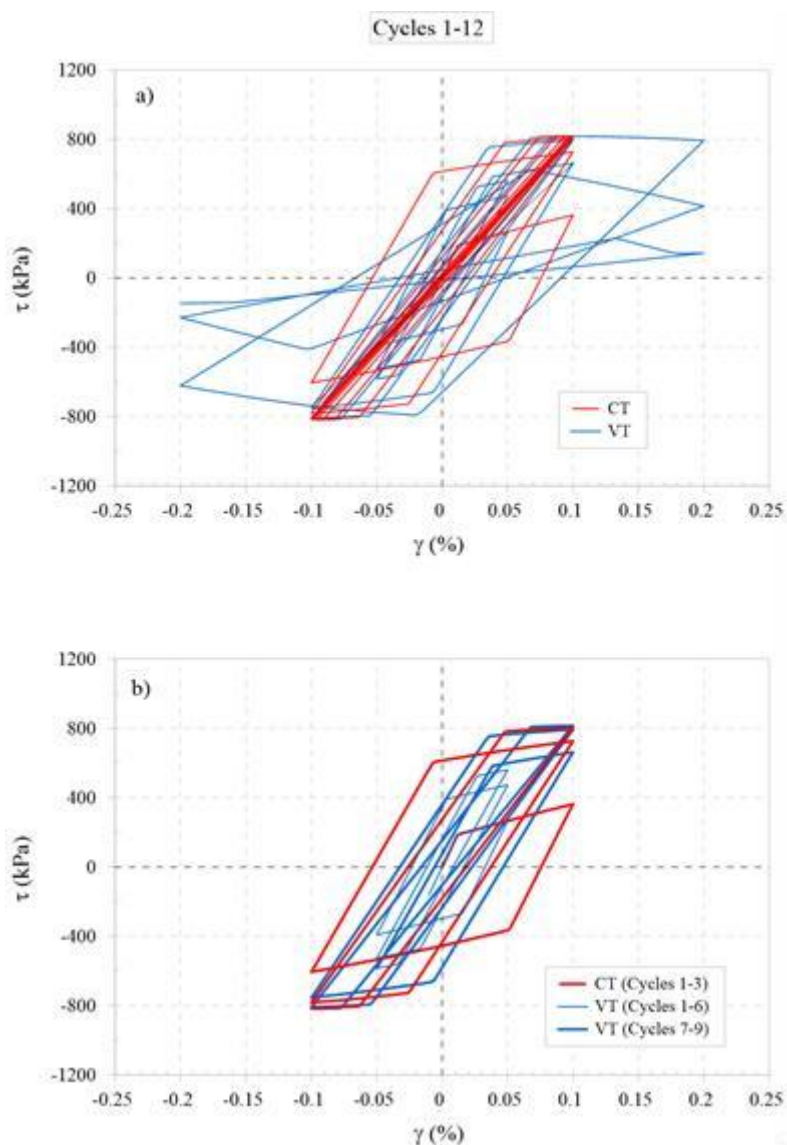 Cycles 1-12
a)
1200
800
400
0
-400
-800
-1200
τ (kPa)
CT
VT
-0.25 -0.2 -0.15 -0.1 -0.05 0 0.05 0.1 0.15 0.2 0.25
γ (%)
b)
1200
800
400
0
-400
-800
-1200
τ (kPa)
CT (Cycles 1-3)
VT (Cycles 1-6)
VT (Cycles 7-9)
-0.25 -0.2 -0.15 -0.1 -0.05 0 0.05 0.1 0.15 0.2 0.25
γ (%)